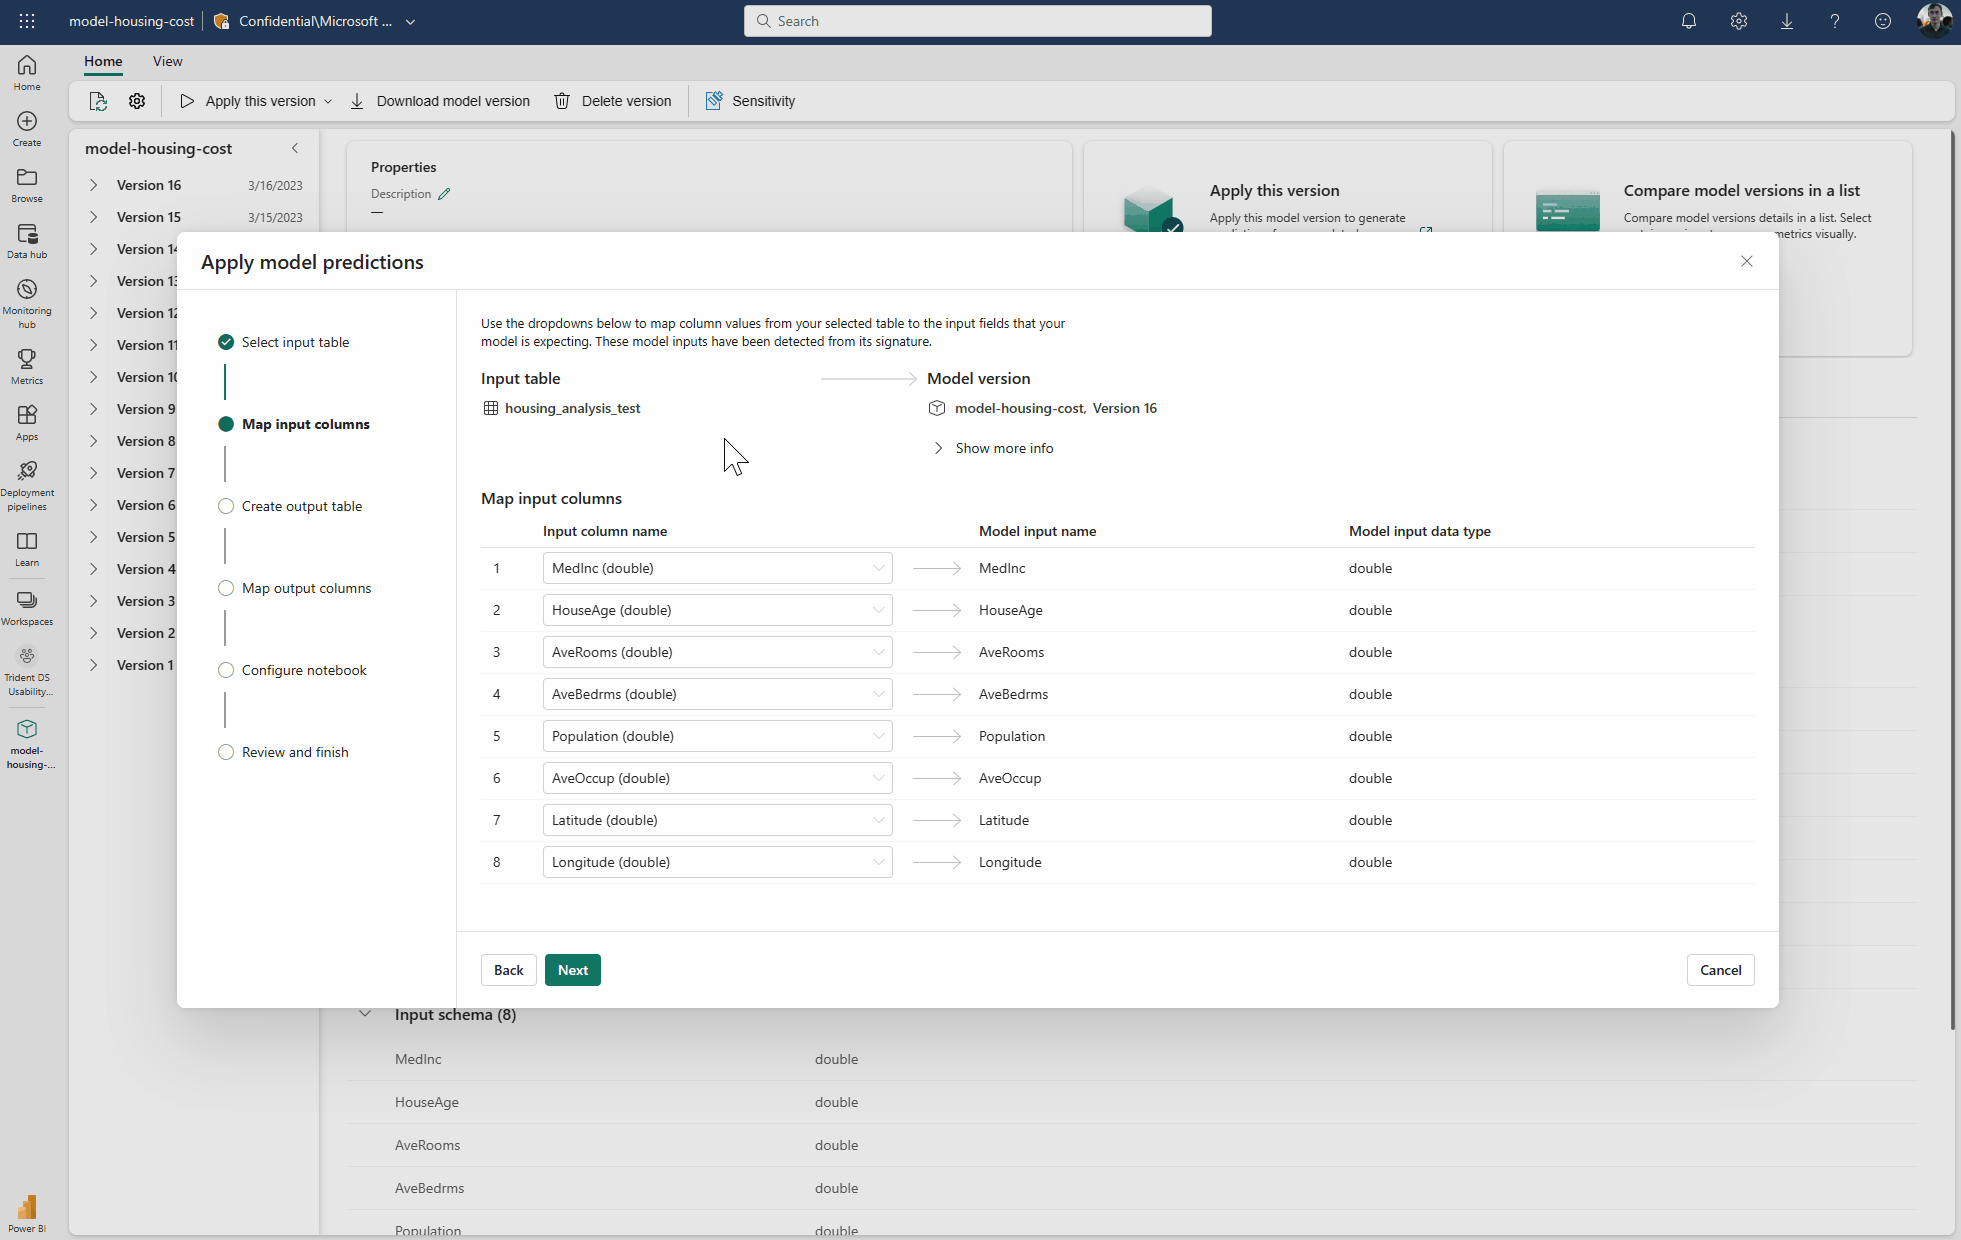 model-housing-cost
Confidential\Microsoft ...
Search
Home
View
Apply this version
Download model version
Delete version
Sensitivity
Home
Create
Browse
Data hub
Monitoring
hub
Metrics
Apps
Deployment
pipelines
Learn
Workspaces
Trident DS
Usability...
model-
housing-...
Power BI
model-housing-cost
Version 16 3/16/2023
Version 15 3/15/2023
Version 14
Version 13
Version 12
Version 11
Version 10
Version 9
Version 8
Version 7
Version 6
Version 5
Version 4
Version 3
Version 2
Version 1
Properties
Description
—
Apply this version
Apply this model version to generate
Compare model versions in a list
Compare model versions details in a list. Select
metrics visually.
Apply model predictions
Select input table
Map input columns
Create output table
Map output columns
Configure notebook
Review and finish
Use the dropdowns below to map column values from your selected table to the input fields that your
model is expecting. These model inputs have been detected from its signature.
Input table
housing_analysis_test
Model version
model-housing-cost, Version 16
Show more info
Map input columns
Input column name Model input name Model input data type
1 MedInc (double) MedInc double
2 HouseAge (double) HouseAge double
3 AveRooms (double) AveRooms double
4 AveBedrms (double) AveBedrms double
5 Population (double) Population double
6 AveOccup (double) AveOccup double
7 Latitude (double) Latitude double
8 Longitude (double) Longitude double
Back
Next
Cancel
Input schema (8)
MedInc double
HouseAge double
AveRooms double
AveBedrms double
Population double